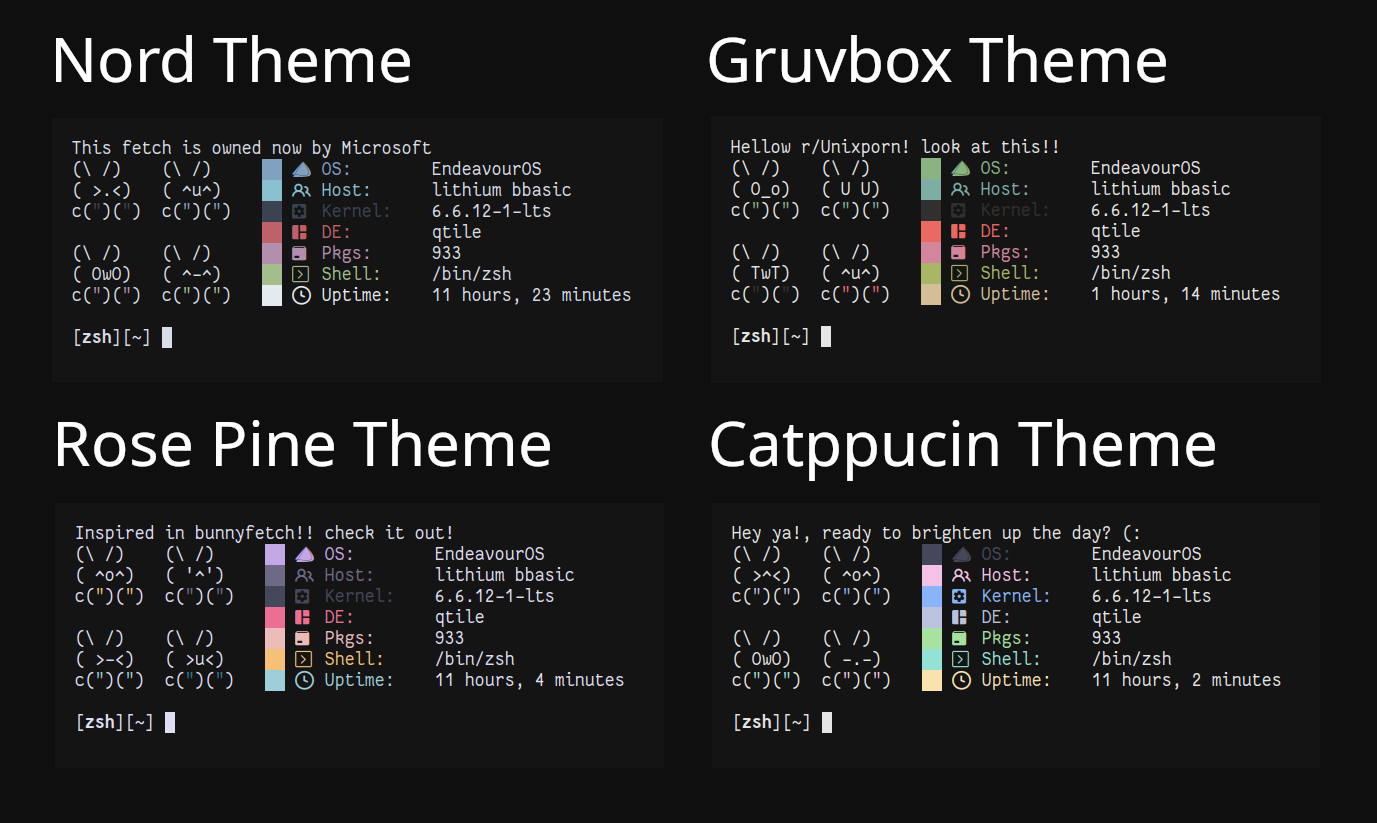 Nord Theme
This fetch is owned now by Microsoft
(\ /)    (\ /)    OS:    EndeavourOS
( >.<)   ( ^u^)   Host:    lithium bbasic
c(")(")  c(")(")  Kernel:    6.6.12-1-lts
DE:    qtile
(\ /)    (\ /)    Pkgs:    933
( OwO)   ( ^-^)   Shell:    /bin/zsh
c(")(")  c(")(")  Uptime:    11 hours, 23 minutes
[zsh][~]
Gruvbox Theme
Hellow r/Unixporn! look at this!!
(\ /)    (\ /)    OS:    EndeavourOS
( O_o)   ( U U)   Host:    lithium bbasic
c(")(")  c(")(")  Kernel:    6.6.12-1-lts
DE:    qtile
(\ /)    (\ /)    Pkgs:    933
( TwT)   ( ^u^)   Shell:    /bin/zsh
c(")(")  c(")(")  Uptime:    1 hours, 14 minutes
[zsh][~]
Rose Pine Theme
Inspired in bunnyfetch!! check it out!
(\ /)    (\ /)    OS:    EndeavourOS
( ^o^)   ( '^')   Host:    lithium bbasic
c(")(")  c(")(")  Kernel:    6.6.12-1-lts
DE:    qtile
(\ /)    (\ /)    Pkgs:    933
( >-<)   ( >u<)   Shell:    /bin/zsh
c(")(")  c(")(")  Uptime:    11 hours, 4 minutes
[zsh][~]
Catppucin Theme
Hey ya!, ready to brighten up the day? (:
(\ /)    (\ /)    OS:    EndeavourOS
( >^<)   ( ^o^)   Host:    lithium bbasic
c(")(")  c(")(")  Kernel:    6.6.12-1-lts
DE:    qtile
(\ /)    (\ /)    Pkgs:    933
( OwO)   ( -.-)   Shell:    /bin/zsh
c(")(")  c(")(")  Uptime:    11 hours, 2 minutes
[zsh][~]